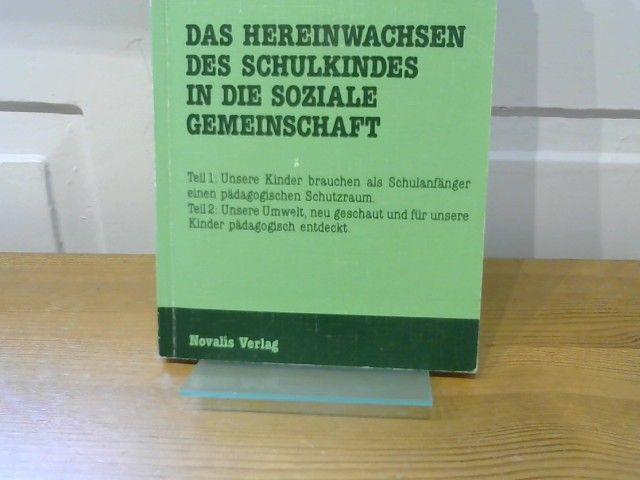 DAS HEREINWACHSEN
DES SCHULKINDES
IN DIE SOZIALE
GEMEINSCHAFT
Teil 1: Unsere Kinder brauchen als Schulanfänger
einen pädagogischen Schutzraum.
Teil 2: Unsere Umwelt, neu geschaut und für unsere
Kinder pädagogisch entdeckt.
Novalis Verlag